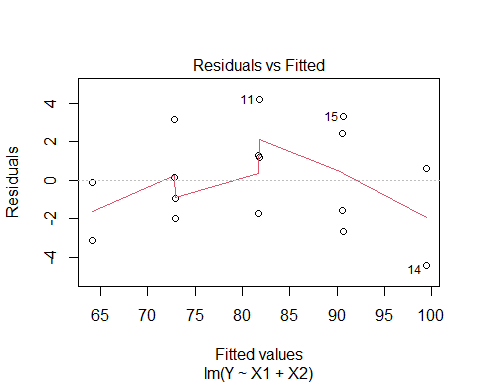 Residuals vs Fitted
Residuals
4
2
0
-2
-4
11
15
14
65 70 75 80 85 90 95 100
Fitted values
lm(Y ~ X1 + X2)